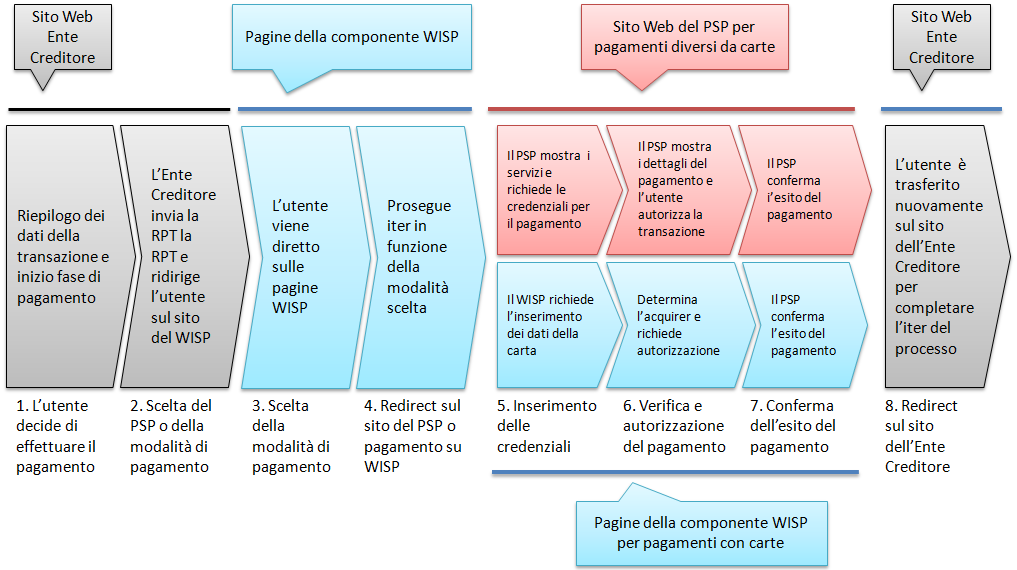 Sito Web
Ente
Creditore
Pagine della componente WISP
Sito Web del PSP per
pagamenti diversi da carte
Sito Web
Ente
Creditore
Riepilogo dei
dati della
transazione e
inizio fase di
pagamento
L’Ente
Creditore
invia la
RPT la
RPT e
ridirige
l’utente
sul sito
del WISP
L’utente
viene
diretto
sulle
pagine
WISP
Prosegue
iter in
funzione
della
modalità
scelta
Il PSP mostra i
servizi e
richiede le
credenziali per
il pagamento
Il PSP mostra
i dettagli del
pagamento e
l’utente
autorizza la
transazione
Il PSP
conferma
i’esito del
pagamento
Il WISP richiede
l’inserimento
dei dati della
carta
Determina
l’acquirer e
richiede
autorizzazione
Il PSP
conferma
l’esito del
pagamento
L’utente è
trasferito
nuovamente
sul sito
dell’Ente
Creditore
per
completare
l’iter del
processo
1. L’utente
decide di
effettuare il
pagamento
2. Scelta del
PSP o della
modalità di
pagamento
3. Scelta
della
modalità di
pagamento
4. Redirect sul
sito del PSP o
pagamento su
WISP
5. Inserimento
delle
credenziali
6. Verifica e
autorizzazione
del pagamento
7. Conferma
dell’esito del
pagamento
8. Redirect
sul sito
dell’Ente
Creditore
Pagine della componente WISP
per pagamenti con carte